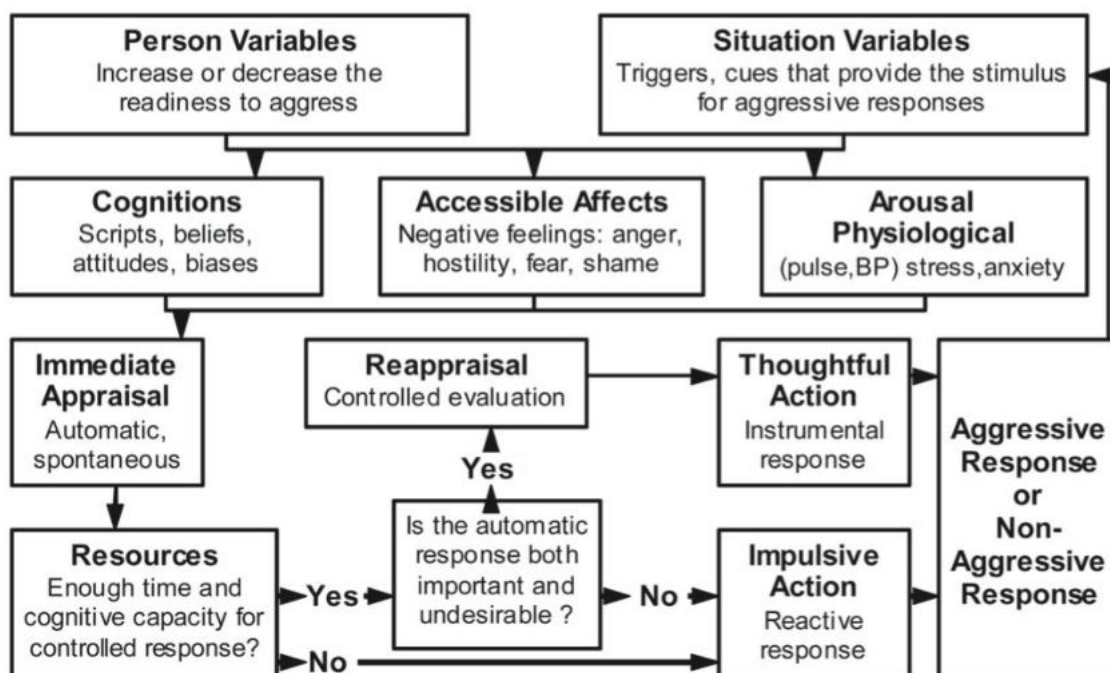 Person Variables
Increase or decrease the
readiness to aggress
Situation Variables
Triggers, cues that provide the stimulus
for aggressive responses
Cognitions
Scripts, beliefs,
attitudes, biases
Accessible Affects
Negative feelings: anger,
hostility, fear, shame
Arousal
Physiological
(pulse,BP) stress,anxiety
Immediate
Appraisal
Automatic,
spontaneous
Reappraisal
Controlled evaluation
Thoughtful
Action
Instrumental
response
Aggressive
Response
or
Non-
Aggressive
Response
Yes
Resources
Enough time and
cognitive capacity for
controlled response?
Yes
No
Is the automatic
response both
important and
undesirable ?
No
Impulsive
Action
Reactive
response